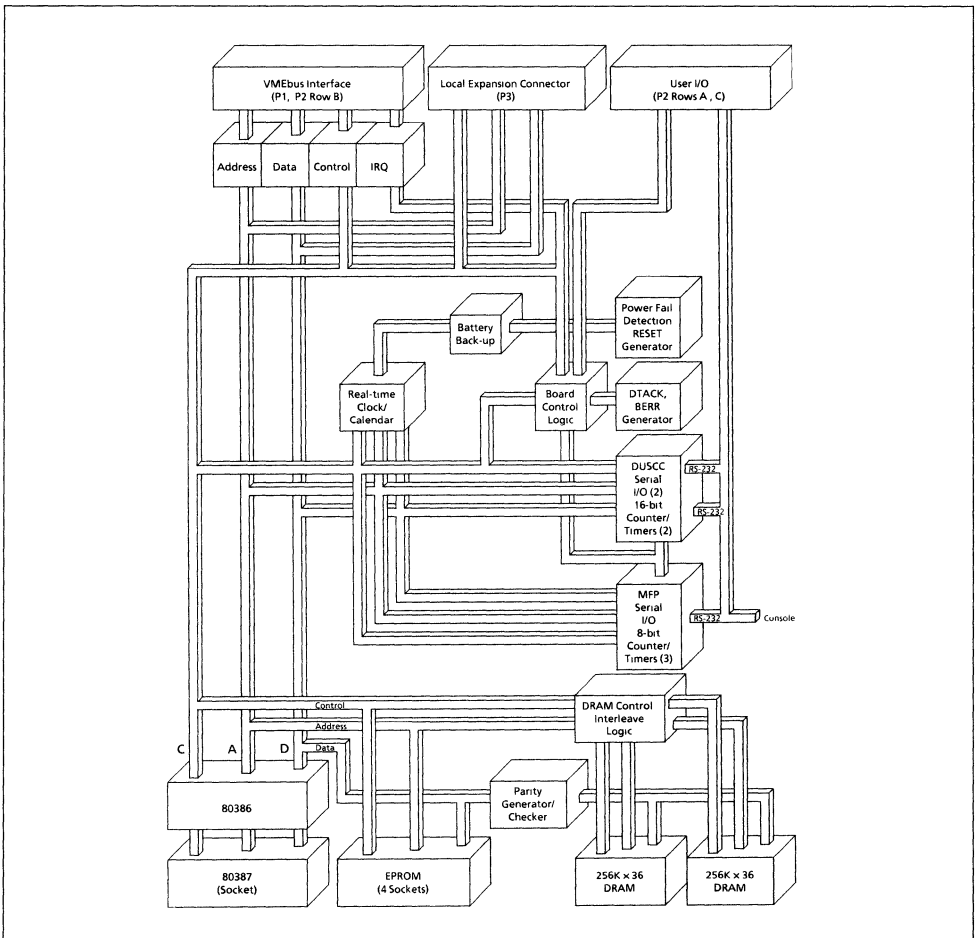 VMEbus Interface
(P1, P2 Row B)
Local Expansion Connector
(P3)
User I/O
(P2 Rows A , C)
Address
Data
Control
IRQ
Battery
Back-up
Power Fail
Detection
RESET
Generator
Real-time
Clock/
Calendar
Board
Control
Logic
DTACK,
BERR
Generator
DUSCC
Serial
I/O (2)
16-bit
Counter/
Timers (2)
RS-232
RS-232
MFP
Serial
I/O
8-bit
Counter/
Timers (3)
RS-232
Console
DRAM Control
Interleave
Logic
Control
Address
Data
C
A
D
80386
Parity
Generator/
Checker
80387
(Socket)
EPROM
(4 Sockets)
256K x 36
DRAM
256K x 36
DRAM